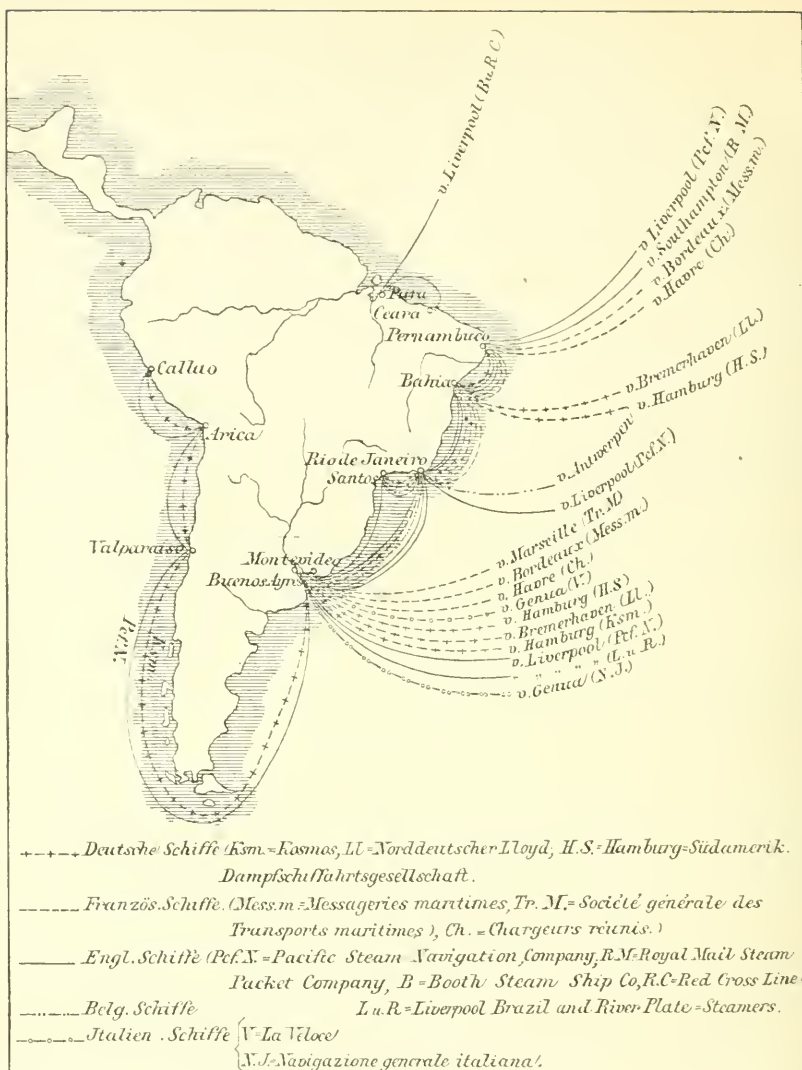 v. Liverpool (B u. R C)
v. Liverpool (Pcf. N.)
v. Southampton (R M.)
v. Bordeaux (Mess.m.)
v. Havre (Ch.)
Para
Ceara
Pernambuco
Calluo
Bahia
v. Bremerhaven (Ll.)
v. Hamburg (H.S.)
Arica
Rio de Janeiro
Santos
v. Antwerpen
v. Liverpool (Pcf. N.)
Valparaiso
Montevideo
Buenos Ayres
v. Marseille (Tr. M)
v. Bordeaux (Mess.m)
v. Havre (Ch.)
v. Genua (V.)
v. Hamburg (H.S)
v. Bremerhaven (Ll.)
v. Hamburg (Ksm.)
v. Liverpool (Pcf. N.)
" " " " (L. u R.)
v. Genua (N.J.)
Pcf. N.
Ksm.
Deutsche Schiffe (Ksm.=Kosmos, Ll=Norddeutscher Lloyd, H.S.=Hamburg=Südamerik.
Dampfschiffahrtsgesellschaft.
Französ. Schiffe. (Mess.m=Messageries maritimes, Tr. M.= Société générale des
Transports maritimes), Ch. =Chargeurs réunis.)
Engl. Schiffe (Pcf. N.=Pacific Steam Navigation Company, R M=Royal Mail Steam
Packet Company, B =Booth Steam Ship Co, R.C=Red Cross Line
Belg. Schiffe L u. R=Liverpool Brazil and River Plate=Steamers.
Italien. Schiffe { V=La Veloce
N.J.=Navigazione generale italiana.